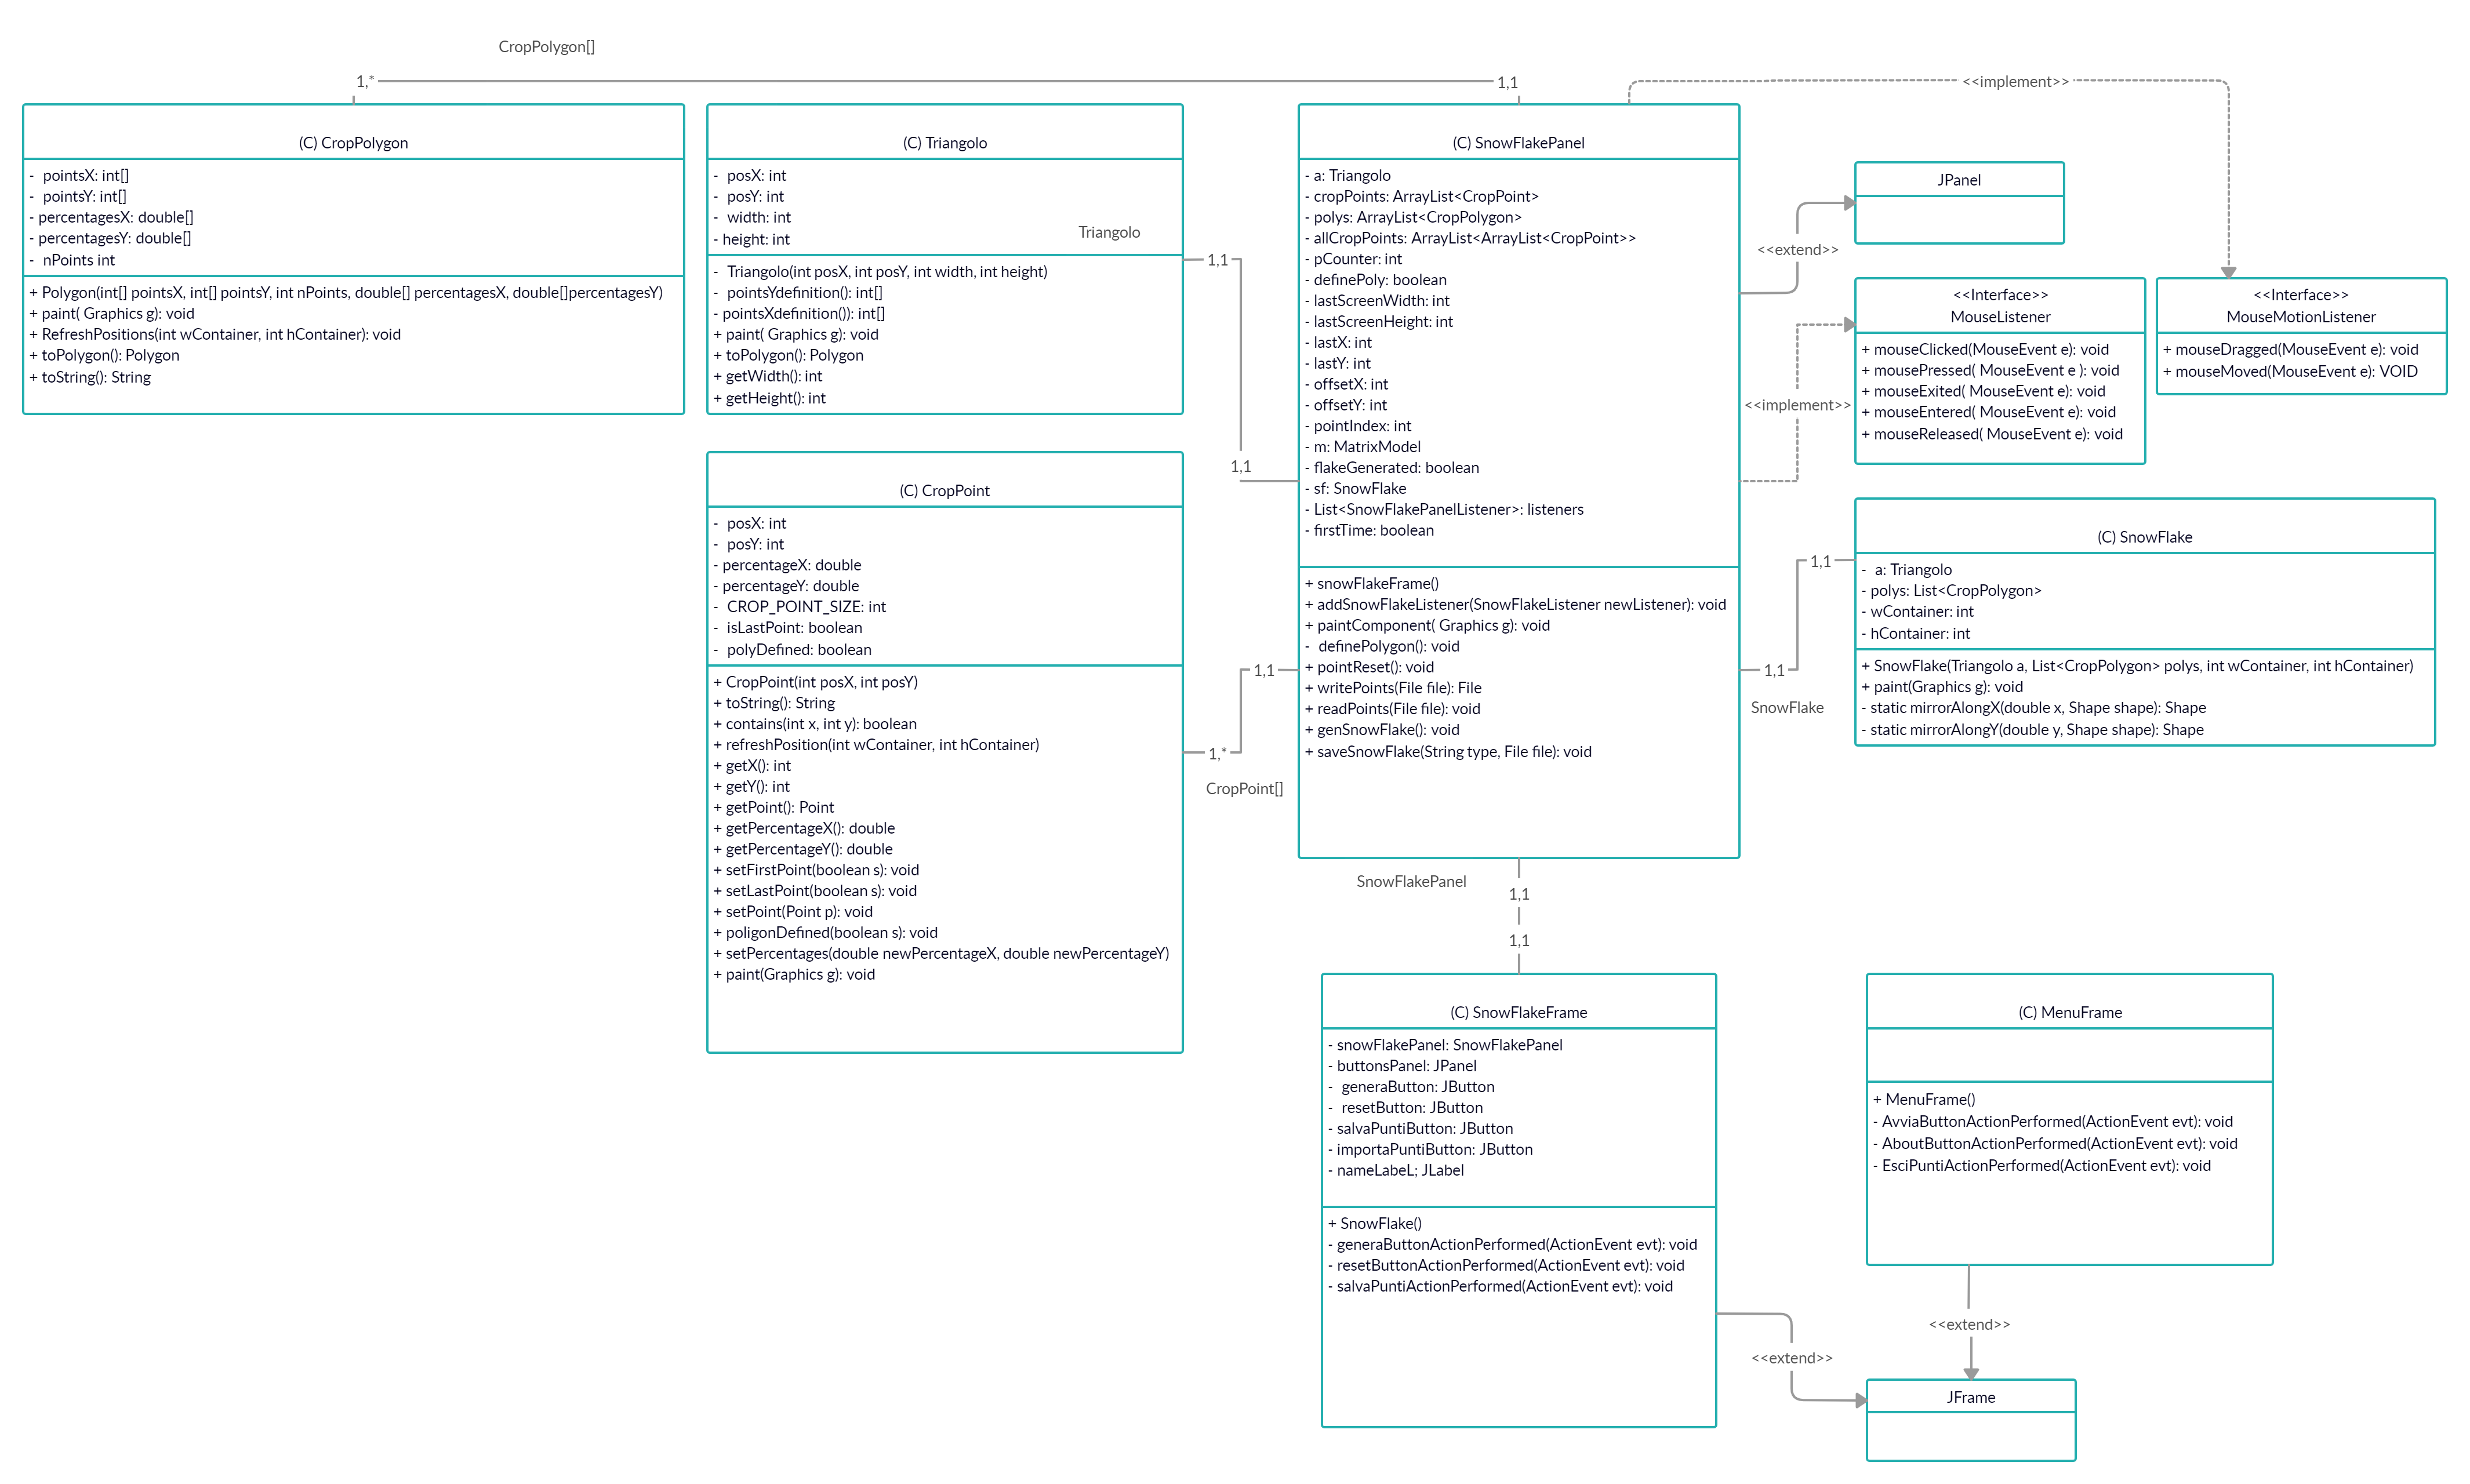 CropPolygon[]
1,*
1,1
<<implement>>
(C) CropPolygon
- pointsX: int[]
- pointsY: int[]
- percentagesX: double[]
- percentagesY: double[]
- nPoints int
+ Polygon(int[] pointsX, int[] pointsY, int nPoints, double[] percentagesX, double[]percentagesY)
+ paint( Graphics g): void
+ RefreshPositions(int wContainer, int hContainer): void
+ toPolygon(): Polygon
+ toString(): String
(C) Triangolo
- posX: int
- posY: int
- width: int
- height: int
Triangolo
- Triangolo(int posX, int posY, int width, int height)
- pointsYdefinition(): int[]
- pointsXdefinition()): int[]
+ paint( Graphics g): void
+ toPolygon(): Polygon
+ getWidth(): int
+ getHeight(): int
1,1
1,1
(C) CropPoint
- posX: int
- posY: int
- percentageX: double
- percentageY: double
- CROP_POINT_SIZE: int
- isLastPoint: boolean
- polyDefined: boolean
+ CropPoint(int posX, int posY)
+ toString(): String
+ contains(int x, int y): boolean
+ refreshPosition(int wContainer, int hContainer)
+ getX(): int
+ getY(): int
+ getPoint(): Point
+ getPercentageX(): double
+ getPercentageY(): double
+ setFirstPoint(boolean s): void
+ setLastPoint(boolean s): void
+ setPoint(Point p): void
+ poligonDefined(boolean s): void
+ setPercentages(double newPercentageX, double newPercentageY)
+ paint(Graphics g): void
1,1
1,*
CropPoint[]
(C) SnowFlakePanel
- a: Triangolo
- cropPoints: ArrayList<CropPoint>
- polys: ArrayList<CropPolygon>
- allCropPoints: ArrayList<ArrayList<CropPoint>>
- pCounter: int
- definePoly: boolean
- lastScreenWidth: int
- lastScreenHeight: int
- lastX: int
- lastY: int
- offsetX: int
- offsetY: int
- pointIndex: int
- m: MatrixModel
- flakeGenerated: boolean
- sf: SnowFlake
- List<SnowFlakePanelListener>: listeners
- firstTime: boolean
+ snowFlakeFrame()
+ addSnowFlakeListener(SnowFlakeListener newListener): void
+ paintComponent( Graphics g): void
- definePolygon(): void
+ pointReset(): void
+ writePoints(File file): File
+ readPoints(File file): void
+ genSnowFlake(): void
+ saveSnowFlake(String type, File file): void
<<extend>>
JPanel
<<implement>>
<<Interface>>
MouseListener
+ mouseClicked(MouseEvent e): void
+ mousePressed( MouseEvent e ): void
+ mouseExited( MouseEvent e): void
+ mouseEntered( MouseEvent e): void
+ mouseReleased( MouseEvent e): void
<<Interface>>
MouseMotionListener
+ mouseDragged(MouseEvent e): void
+ mouseMoved(MouseEvent e): VOID
1,1
1,1
SnowFlake
(C) SnowFlake
- a: Triangolo
- polys: List<CropPolygon>
- wContainer: int
- hContainer: int
+ SnowFlake(Triangolo a, List<CropPolygon> polys, int wContainer, int hContainer)
+ paint(Graphics g): void
- static mirrorAlongX(double x, Shape shape): Shape
- static mirrorAlongY(double y, Shape shape): Shape
SnowFlakePanel
1,1
1,1
(C) SnowFlakeFrame
- snowFlakePanel: SnowFlakePanel
- buttonsPanel: JPanel
- generaButton: JButton
- resetButton: JButton
- salvaPuntiButton: JButton
- importaPuntiButton: JButton
- nameLabeL; JLabel
+ SnowFlake()
- generaButtonActionPerformed(ActionEvent evt): void
- resetButtonActionPerformed(ActionEvent evt): void
- salvaPuntiActionPerformed(ActionEvent evt): void
(C) MenuFrame
+ MenuFrame()
- AvviaButtonActionPerformed(ActionEvent evt): void
- AboutButtonActionPerformed(ActionEvent evt): void
- EsciPuntiActionPerformed(ActionEvent evt): void
<<extend>>
<<extend>>
JFrame